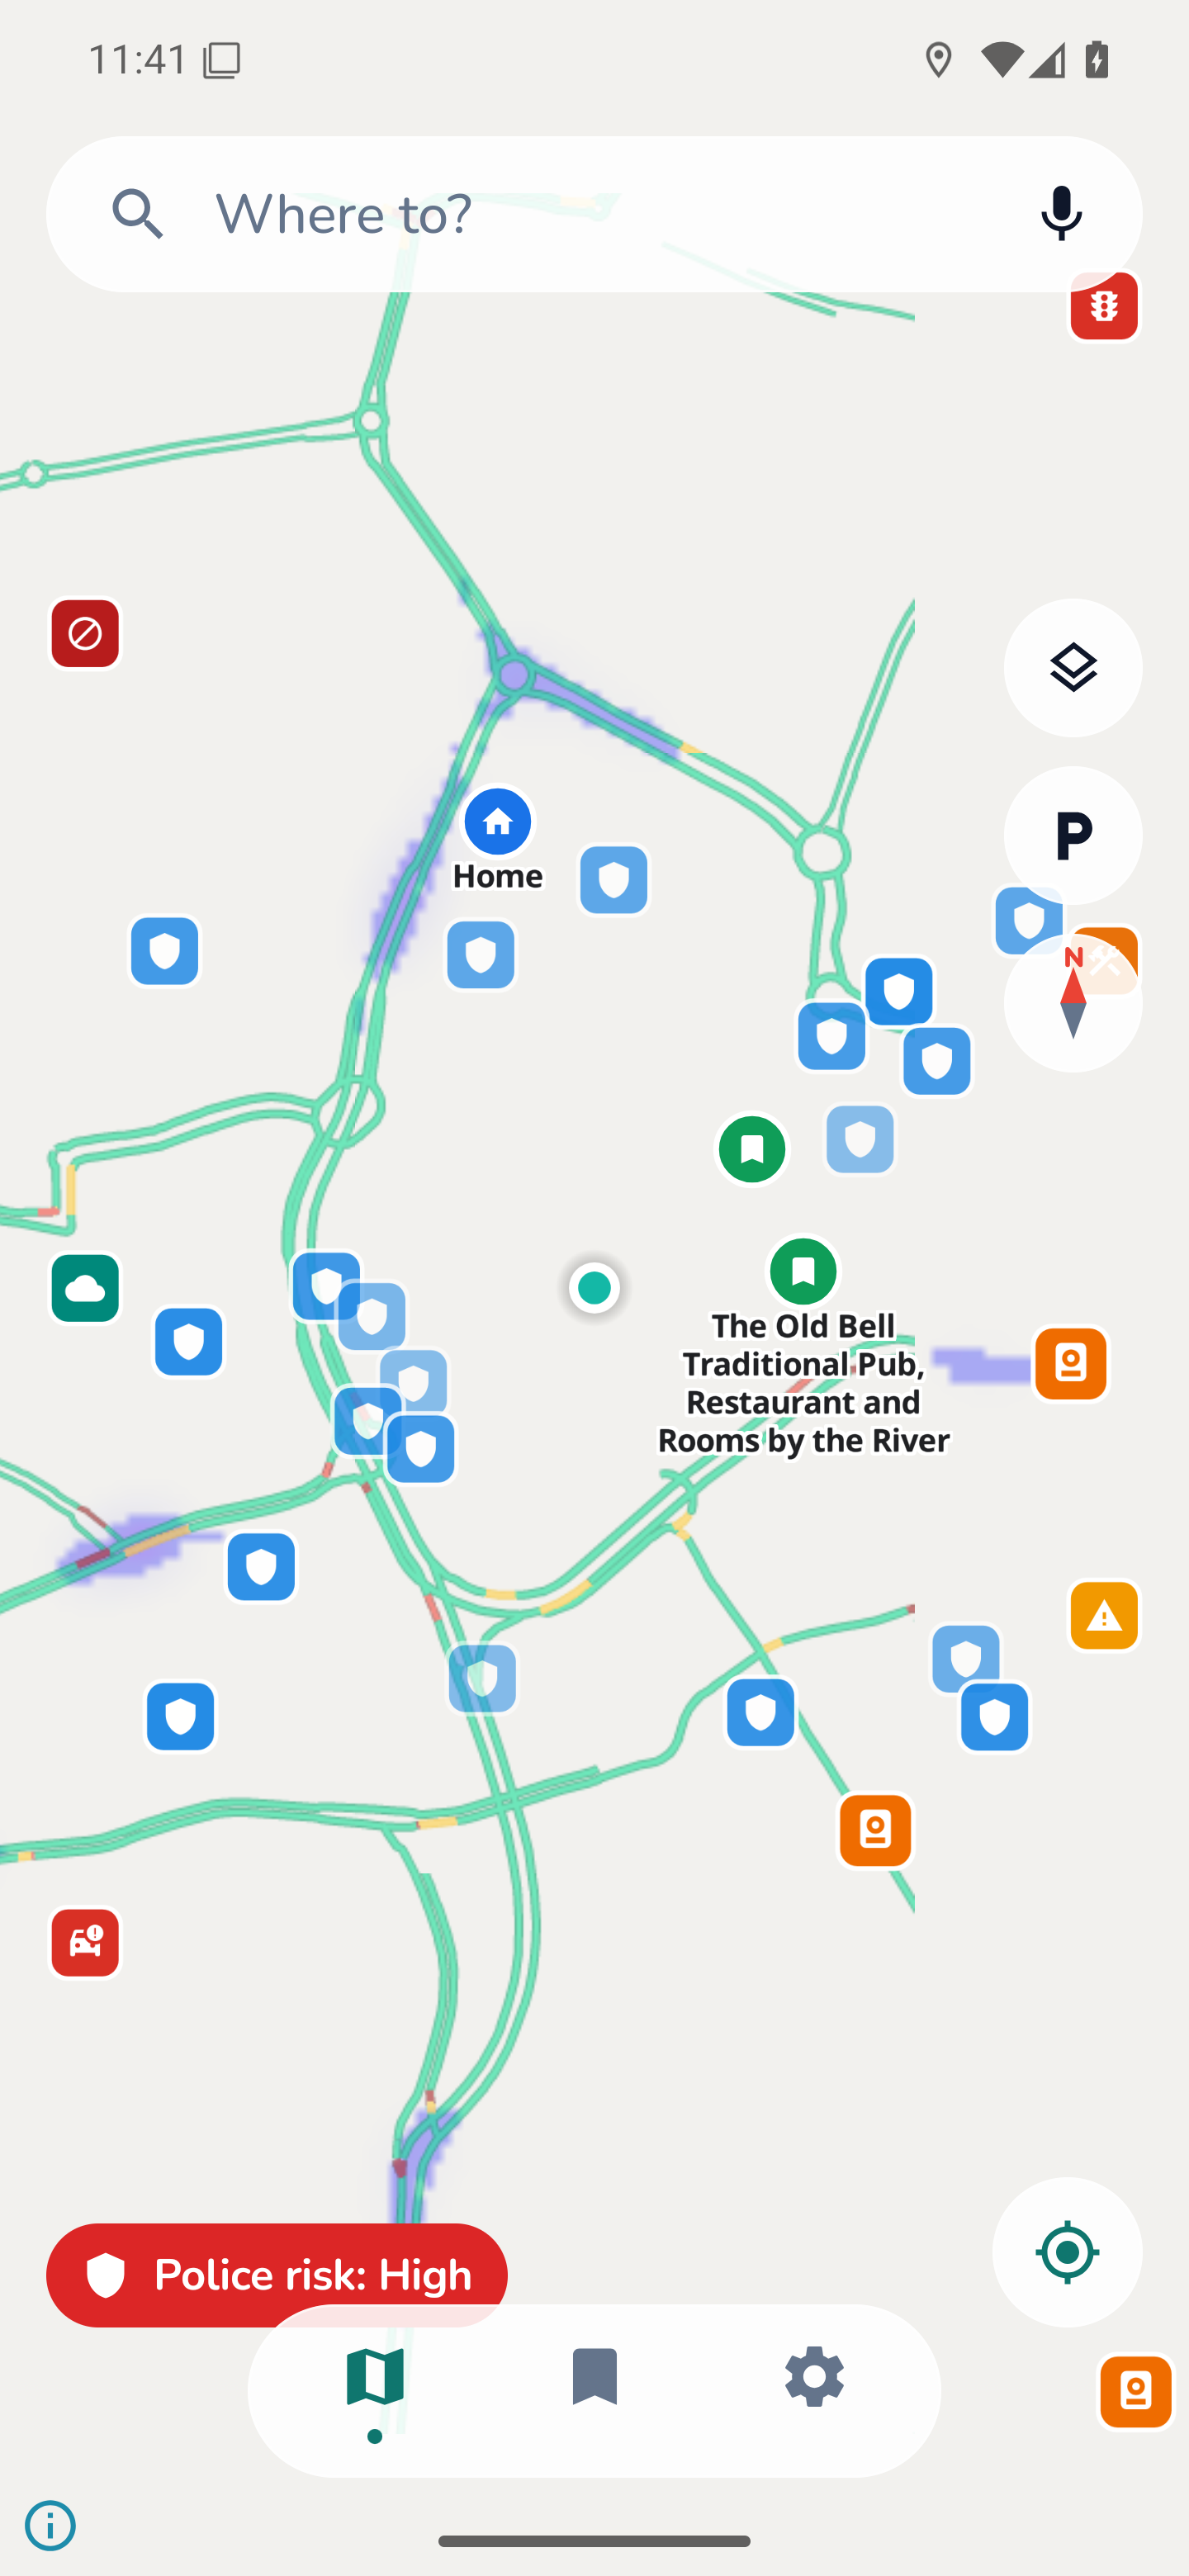 11:41
Where to?
Home
P
N
The Old Bell
Traditional Pub,
Restaurant and
Rooms by the River
Police risk: High